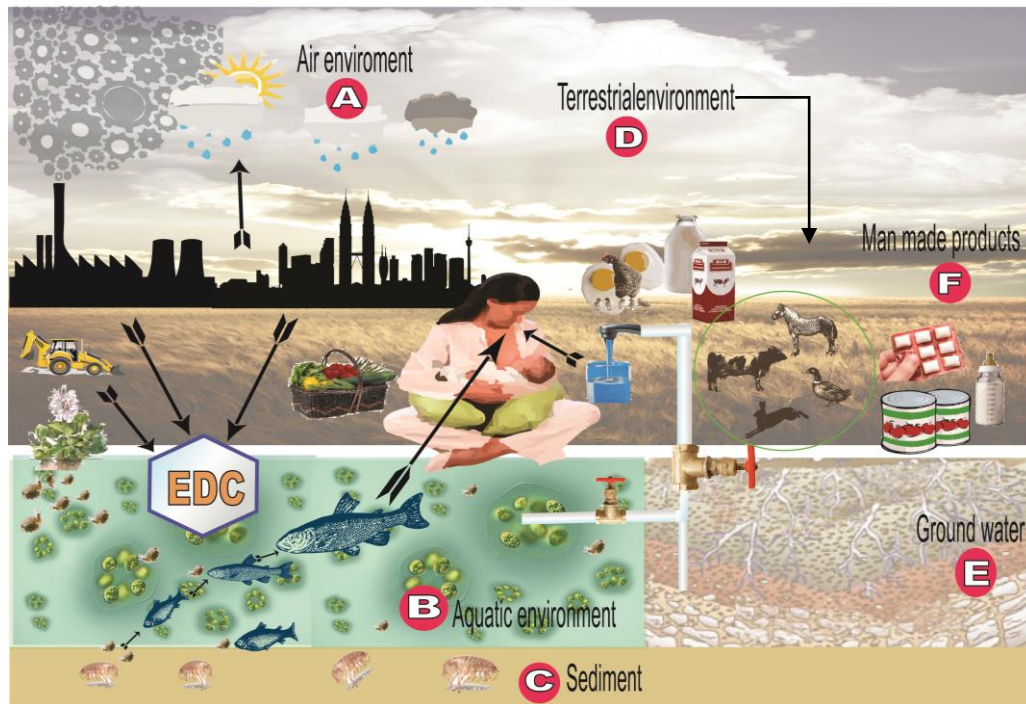 Air enviroment
A
Terrestrialenvironment
D
Man made products
F
EDC
Ground water
E
B Aquatic environment
C Sediment